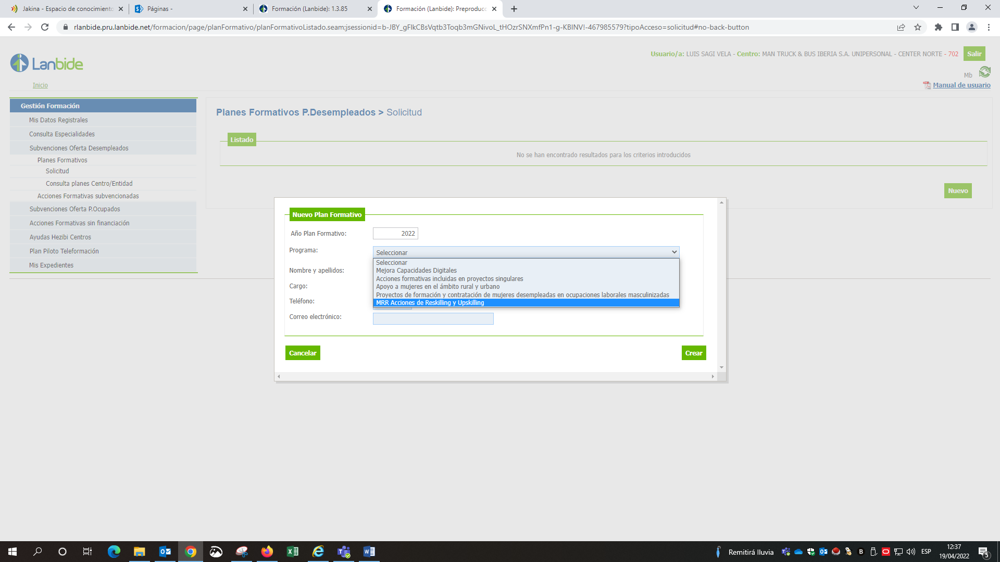 Jakina - Espacio de conocimiento
Páginas -
Formación (Lanbide): 1.3.85
Formación (Lanbide): Preproducc
rlanbide.pru.lanbide.net/formacion/page/planFormativo/planFormativoListado.seam;jsessionid=b-JBY_gFlkCBsVqtb3Toqb3mGNivoL_tHOzrSNXmfPn1-g-KBINV!-467985579?tipoAcceso=solicitud#no-back-button
Lanbide
Usuario/a: LUIS SAGI VELA - Centro: MAN TRUCK & BUS IBERIA S.A. UNIPERSONAL - CENTER NORTE - 702
Salir
Mb
Inicio
Manual de usuario
Gestión Formación
Mis Datos Registrales
Consulta Especialidades
Subvenciones Oferta Desempleados
Planes Formativos
Solicitud
Consulta planes Centro/Entidad
Acciones Formativas subvencionadas
Subvenciones Oferta P.Ocupados
Acciones Formativas sin financiación
Ayudas Hezibi Centros
Plan Piloto Teleformación
Mis Expedientes
Planes Formativos P.Desempleados > Solicitud
Listado
No se han encontrado resultados para los criterios introducidos
Nuevo
Nuevo Plan Formativo
Año Plan Formativo: 2022
Programa: Seleccionar
Seleccionar
Mejora Capacidades Digitales
Acciones formativas incluidas en proyectos singulares
Apoyo a mujeres en el ámbito rural y urbano
Proyectos de formación y contratación de mujeres desempleadas en ocupaciones laborales masculinizadas
MRR Acciones de Reskilling y Upskilling
Nombre y apellidos:
Cargo:
Teléfono:
Correo electrónico:
Cancelar
Crear
Remitirá lluvia
ESP
12:37
19/04/2022
5